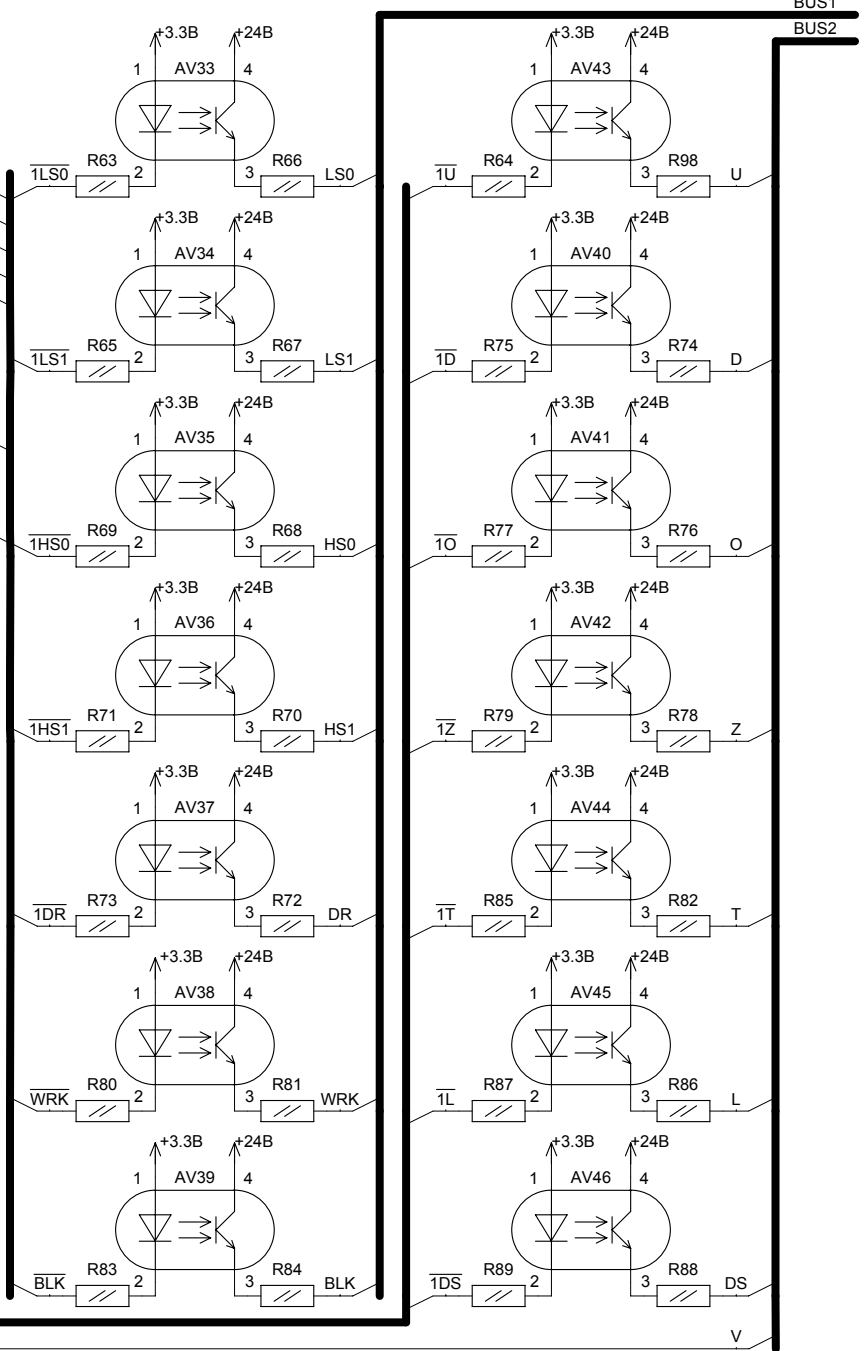 BUS1
BUS2
+3.3B +24B +3.3B +24B
1 AV33 4 1 AV43 4
1LS0 R63 2 3 R66 LS0 1U R64 2 3 R98 U
+3.3B +24B +3.3B +24B
1 AV34 4 1 AV40 4
1LS1 R65 2 3 R67 LS1 1D R75 2 3 R74 D
+3.3B +24B +3.3B +24B
1 AV35 4 1 AV41 4
1HS0 R69 2 3 R68 HS0 1O R77 2 3 R76 O
+3.3B +24B +3.3B +24B
1 AV36 4 1 AV42 4
1HS1 R71 2 3 R70 HS1 1Z R79 2 3 R78 Z
+3.3B +24B +3.3B +24B
1 AV37 4 1 AV44 4
1DR R73 2 3 R72 DR 1T R85 2 3 R82 T
+3.3B +24B +3.3B +24B
1 AV38 4 1 AV45 4
WRK R80 2 3 R81 WRK 1L R87 2 3 R86 L
+3.3B +24B +3.3B +24B
1 AV39 4 1 AV46 4
BLK R83 2 3 R84 BLK 1DS R89 2 3 R88 DS
V